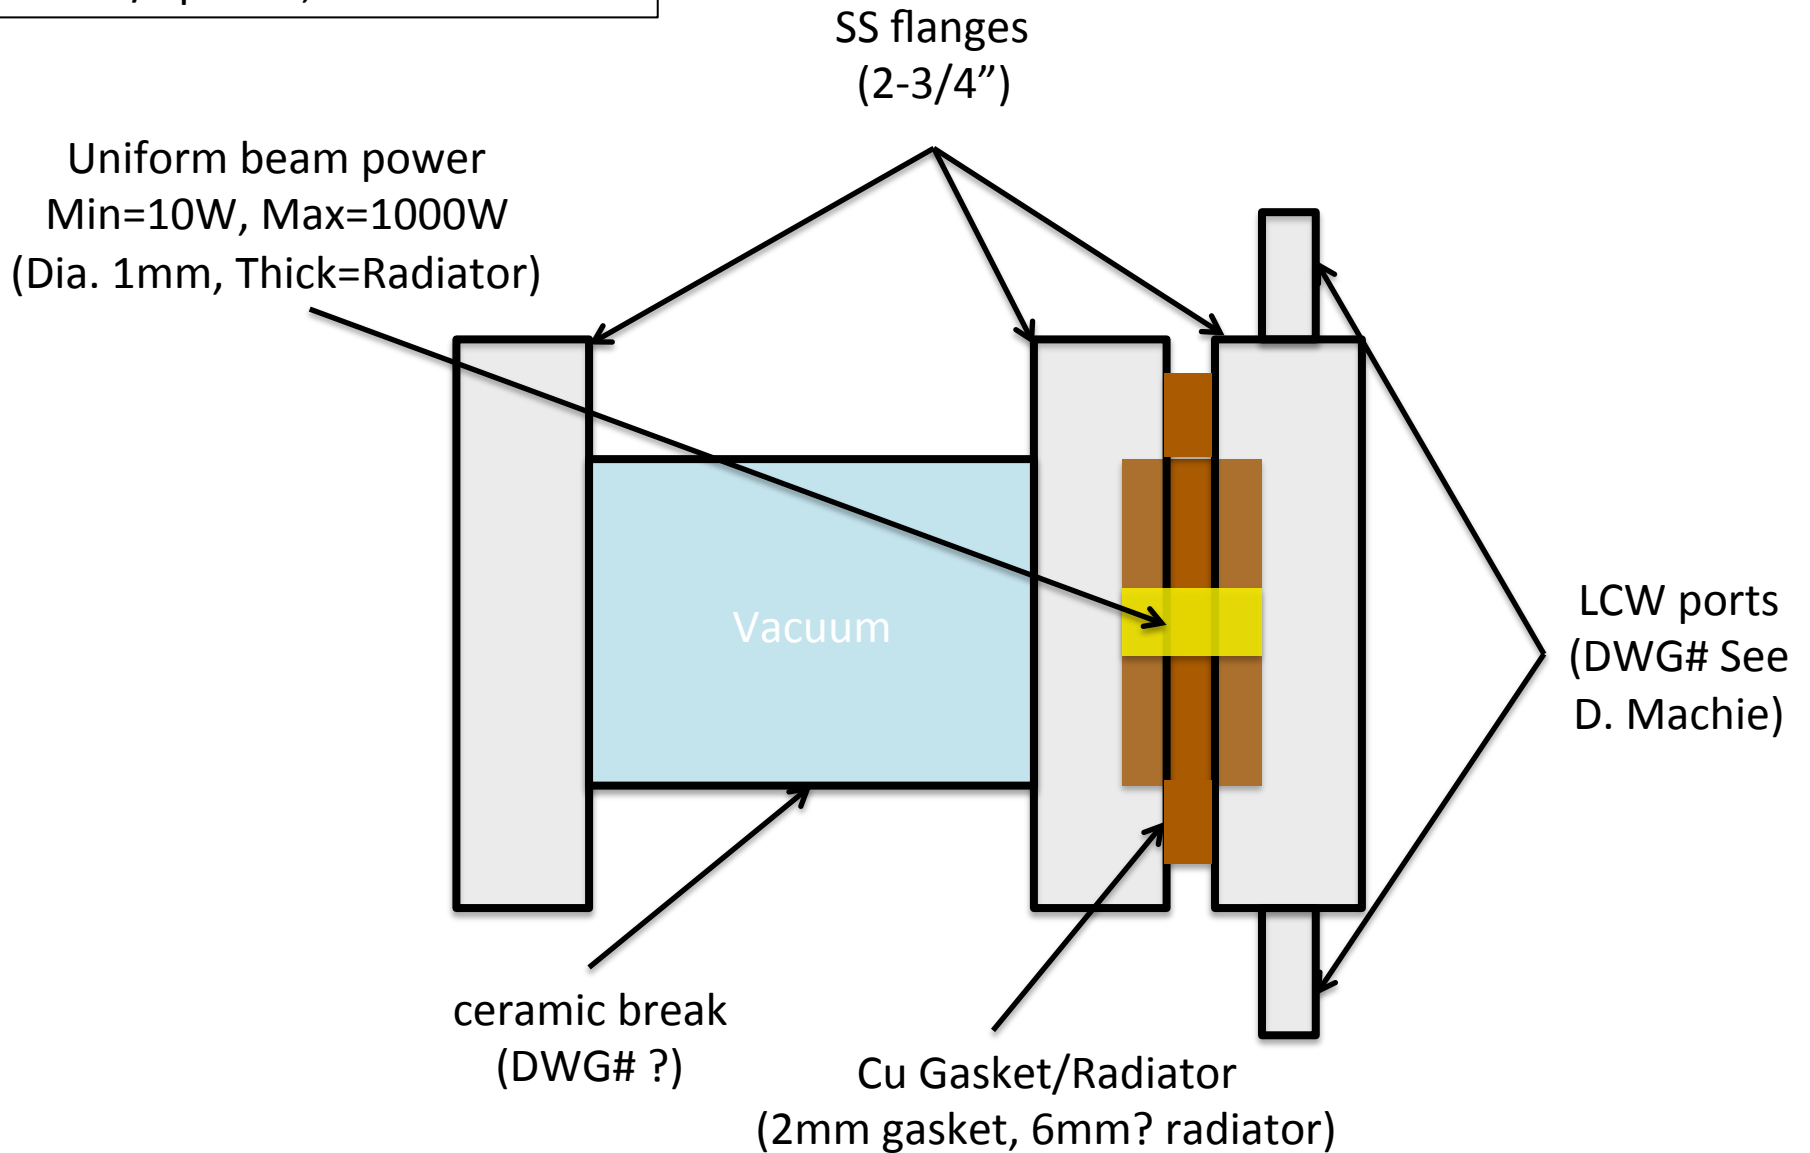 SS flanges
(2-3/4”)
Uniform beam power
Min=10W, Max=1000W
(Dia. 1mm, Thick=Radiator)
Vacuum
LCW ports
(DWG# See
D. Machie)
ceramic break
(DWG# ?)
Cu Gasket/Radiator
(2mm gasket, 6mm? radiator)